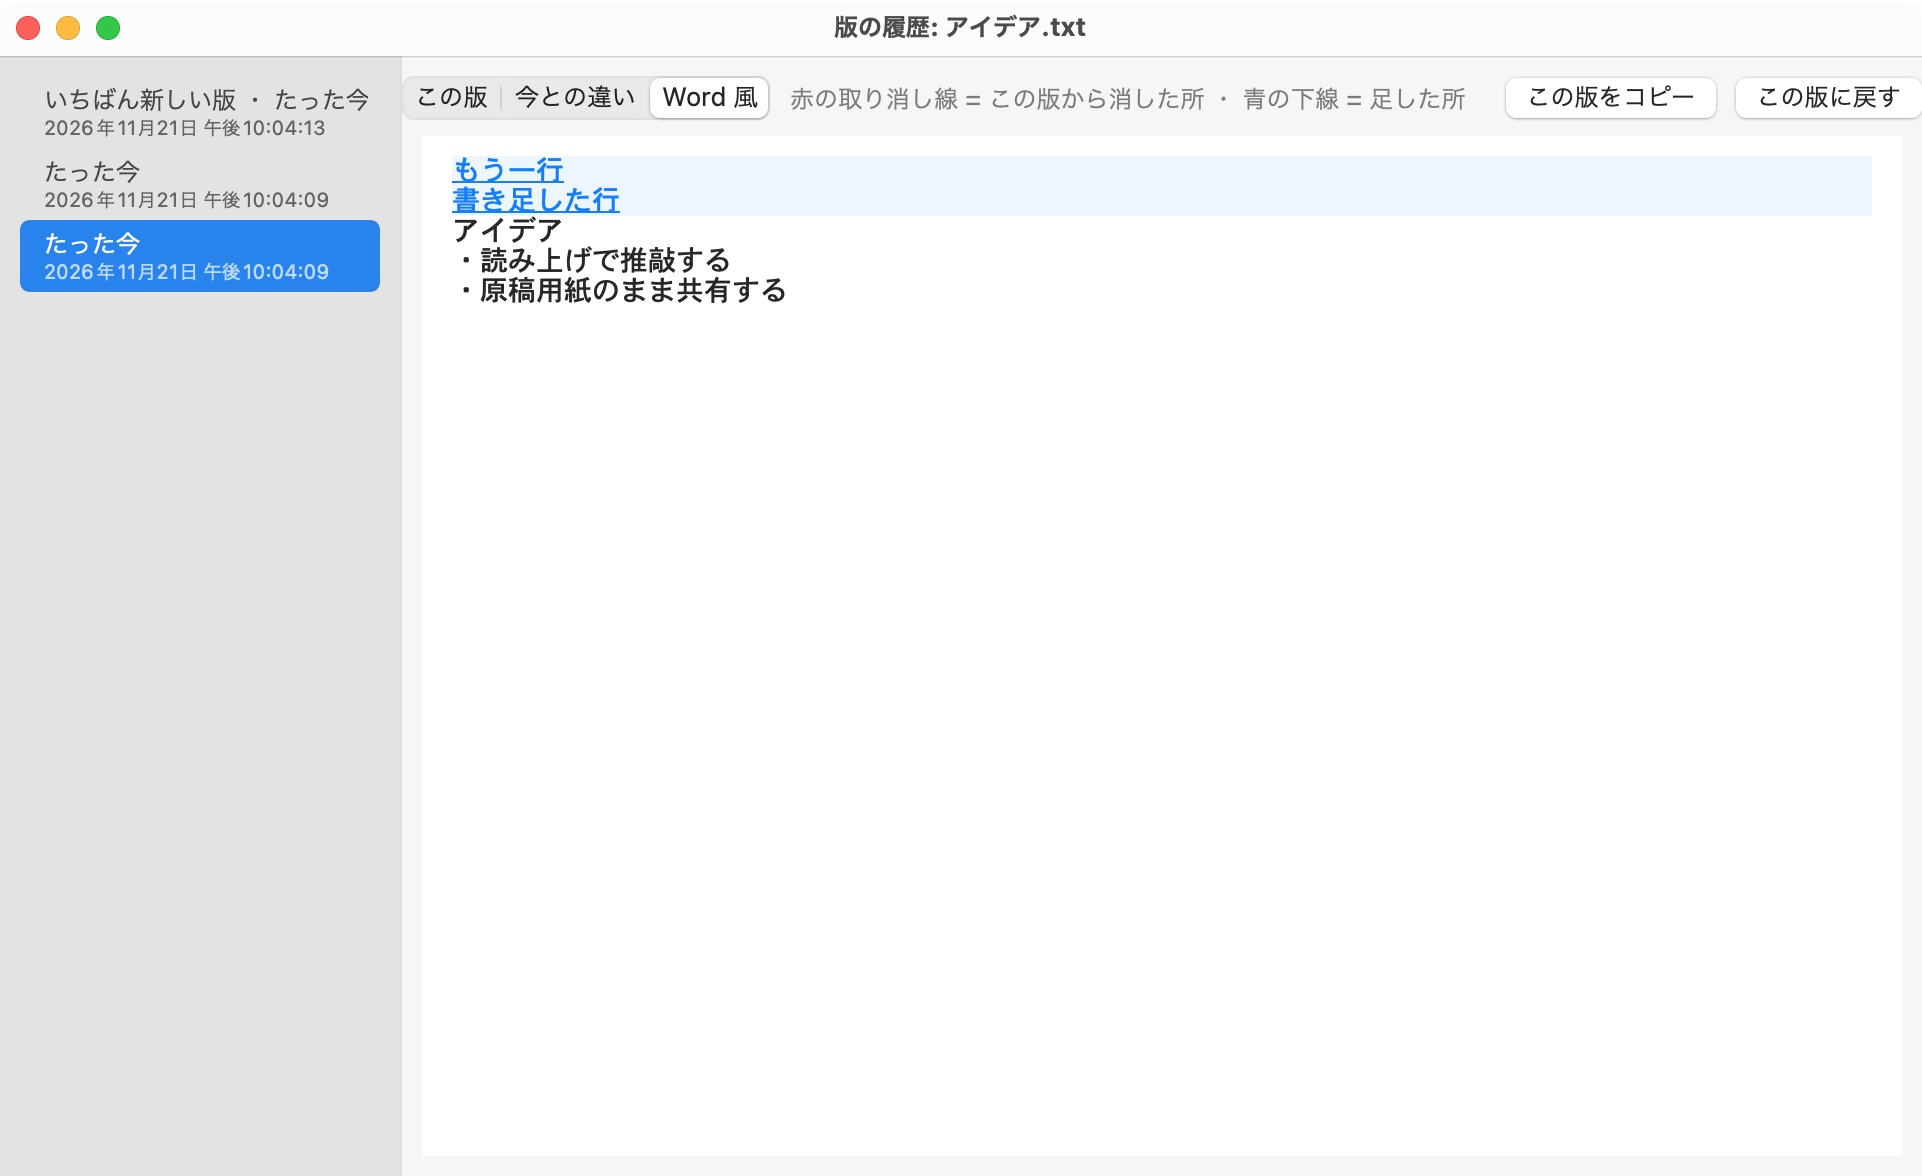 版の履歴: アイデア.txt
いちばん新しい版 ・ たった今
2026年11月21日 午後10:04:13
たった今
2026年11月21日 午後10:04:09
たった今
2026年11月21日 午後10:04:09
この版 今との違い Word 風 赤の取り消し線 = この版から消した所 ・ 青の下線 = 足した所 この版をコピー この版に戻す
もう一行
書き足した行
アイデア
・読み上げで推敲する
・原稿用紙のまま共有する